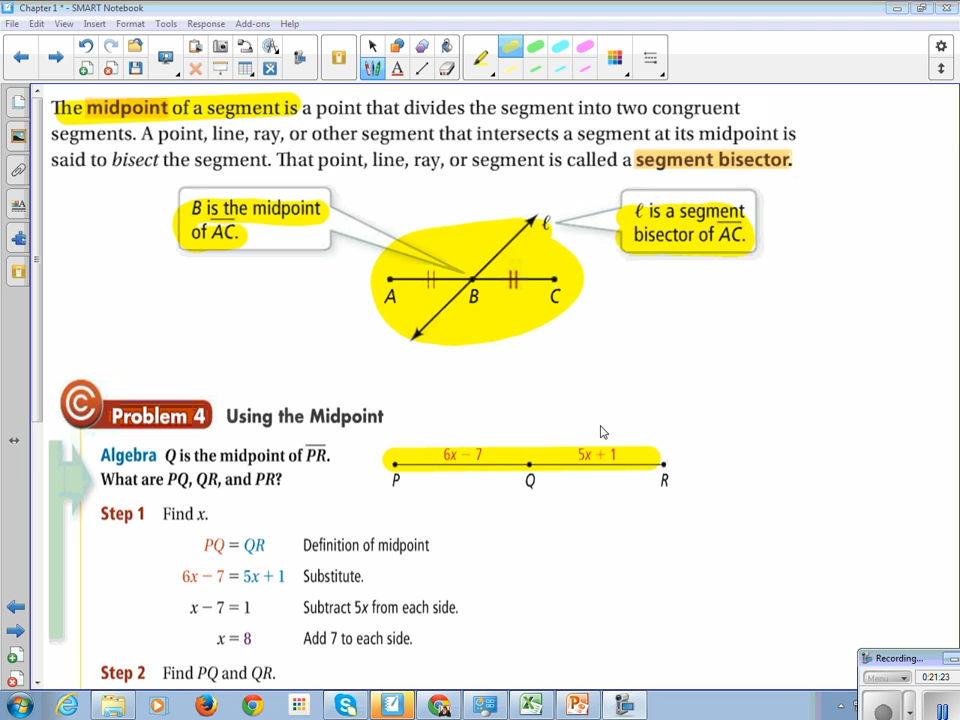 Chapter 1 * - SMART Notebook
File Edit View Insert Format Tools Response Add-ons Help
The midpoint of a segment is a point that divides the segment into two congruent
segments. A point, line, ray, or other segment that intersects a segment at its midpoint is
said to bisect the segment. That point, line, ray, or segment is called a segment bisector.
B is the midpoint
of AC.
ℓ is a segment
bisector of AC.
ℓ
A B C
C Problem 4 Using the Midpoint
Algebra Q is the midpoint of PR.
What are PQ, QR, and PR?
6x − 7 5x + 1
P Q R
Step 1 Find x.
PQ = QR Definition of midpoint
6x − 7 = 5x + 1 Substitute.
x − 7 = 1 Subtract 5x from each side.
x = 8 Add 7 to each side.
Step 2 Find PQ and QR.
Recording...
Menu
0:21:23